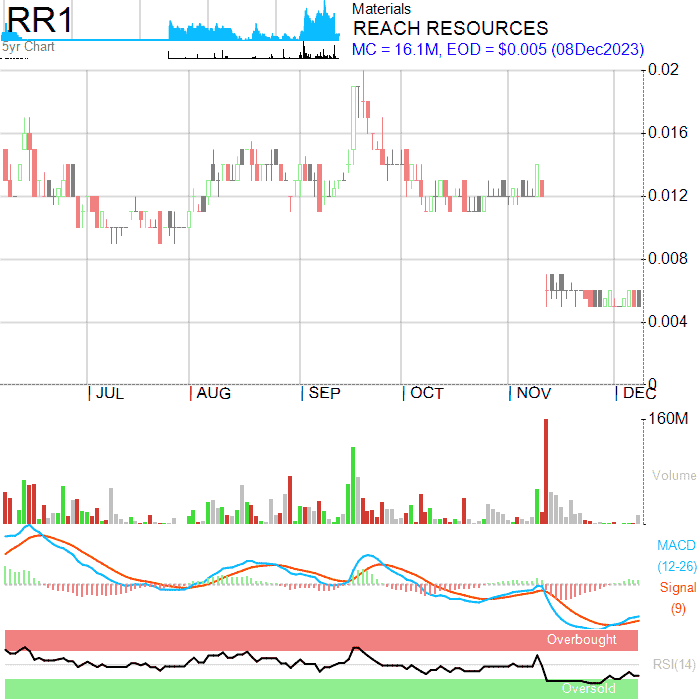 RR1
5yr Chart
Materials
REACH RESOURCES
MC = 16.1M, EOD = $0.005 (08Dec2023)
0.02
0.016
0.012
0.008
0.004
0
JUL AUG SEP OCT NOV DEC
160M
Volume
MACD
(12-26)
Signal
(9)
Overbought
RSI(14)
Oversold